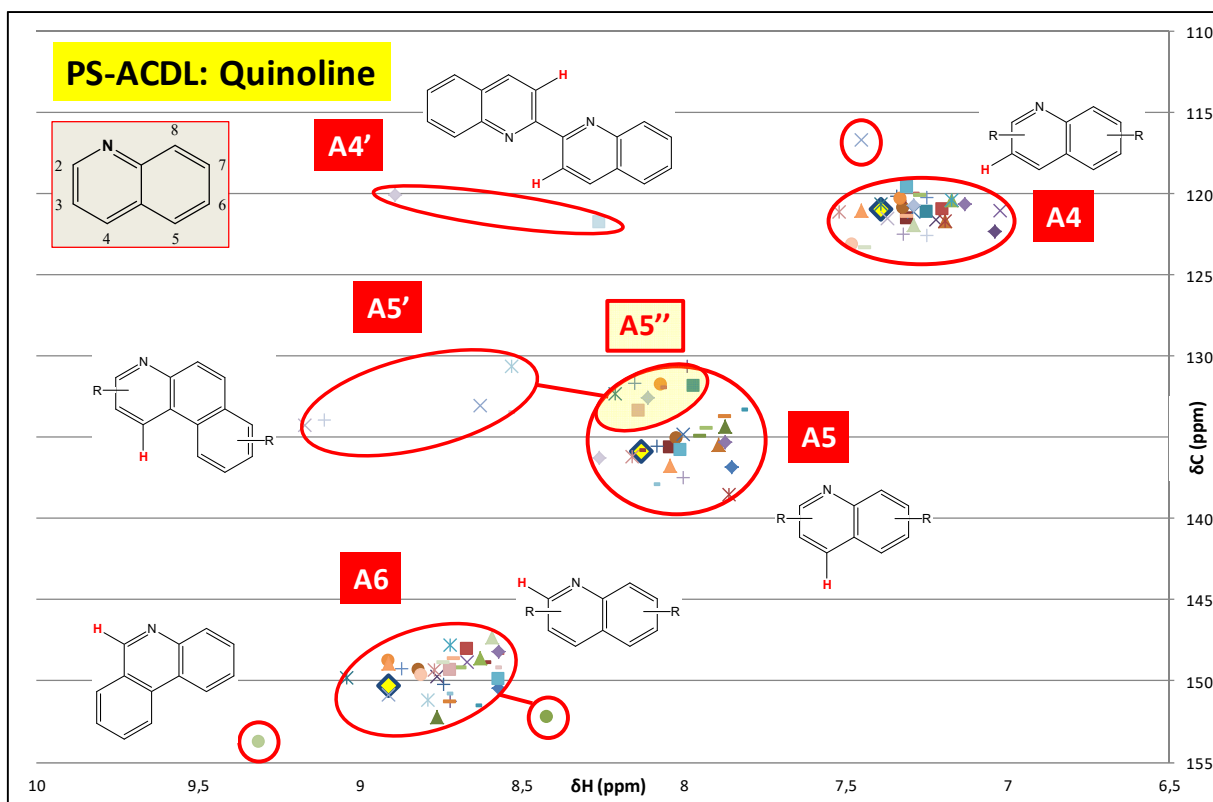 PS-ACDL: Quinoline
N
2
3
4
5
6
7
8
A4’
H
N
N
H
N
R
R
H
A4
A5’
A5’’
A5
N
R
R
H
N
R
R
H
A6
H
N
H
N
R
R
110
115
120
125
130
135
140
145
150
155
δC (ppm)
10
9,5
9
8,5
δH (ppm)
8
7,5
7
6,5